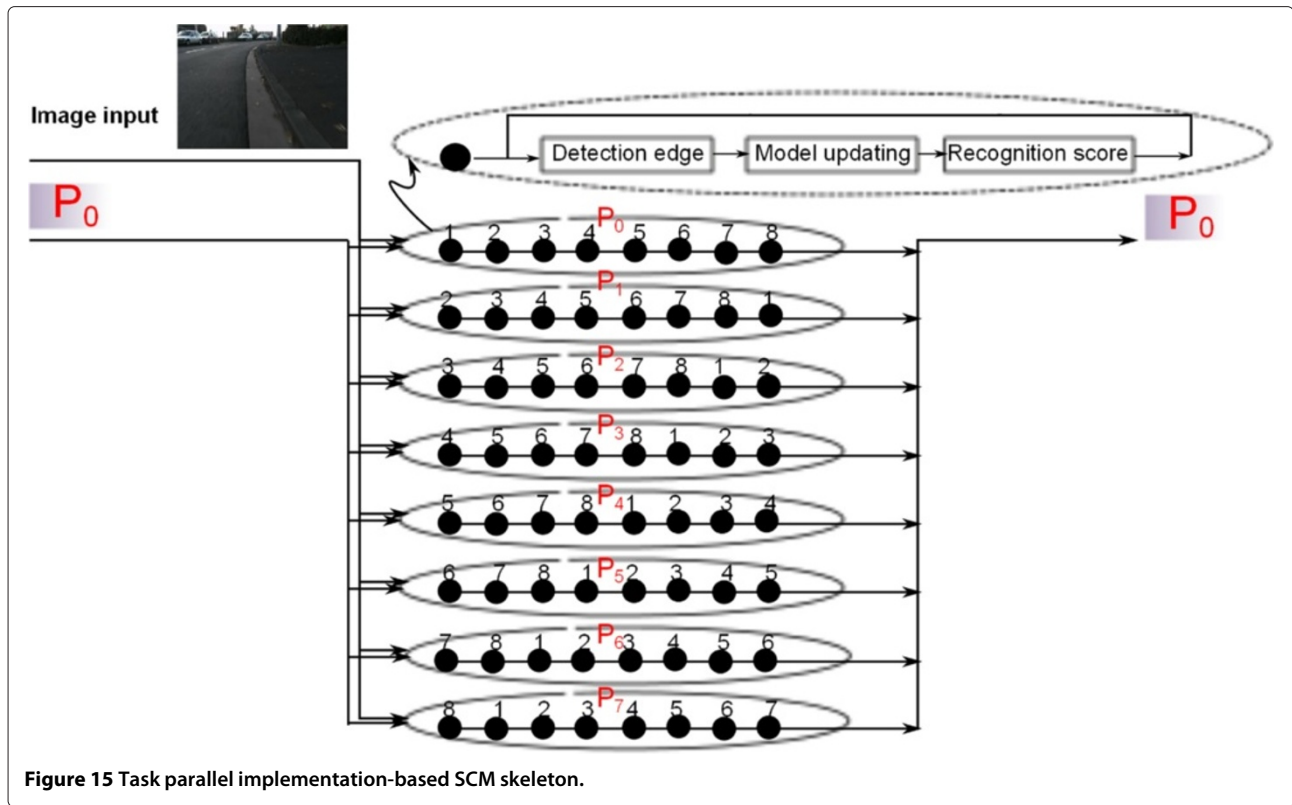 Image input
P0
Detection edge
Model updating
Recognition score
P0
P0
1 2 3 4 5 6 7 8
P1
2 3 4 5 6 7 8 1
P2
3 4 5 6 7 8 1 2
P3
4 5 6 7 8 1 2 3
P4
5 6 7 8 1 2 3 4
P5
6 7 8 1 2 3 4 5
P6
7 8 1 2 3 4 5 6
P7
8 1 2 3 4 5 6 7
Figure 15 Task parallel implementation-based SCM skeleton.